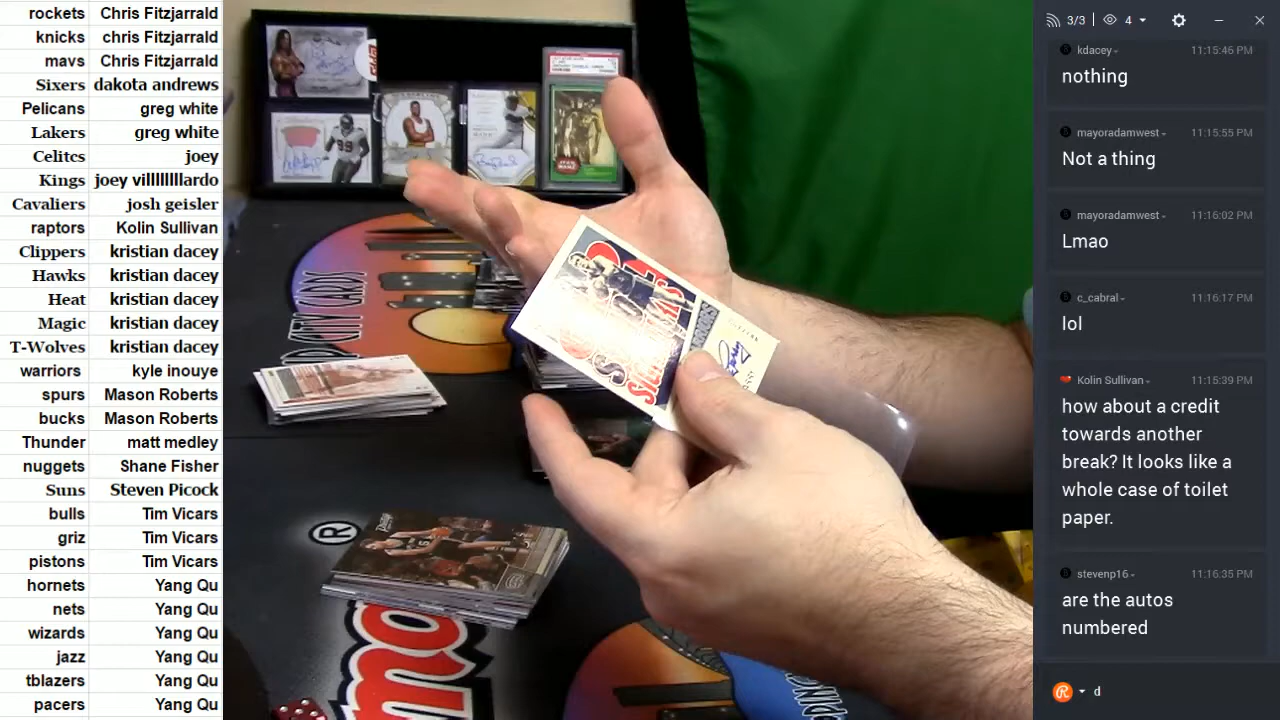 rockets Chris Fitzjarrald
knicks chris Fitzjarrald
mavs Chris Fitzjarrald
Sixers dakota andrews
Pelicans greg white
Lakers greg white
Celitcs joey
Kings joey villlllllllardo
Cavaliers josh geisler
raptors Kolin Sullivan
Clippers kristian dacey
Hawks kristian dacey
Heat kristian dacey
Magic kristian dacey
T-Wolves kristian dacey
warriors kyle inouye
spurs Mason Roberts
bucks Mason Roberts
Thunder matt medley
nuggets Shane Fisher
Suns Steven Picock
bulls Tim Vicars
griz Tim Vicars
pistons Tim Vicars
hornets Yang Qu
nets Yang Qu
wizards Yang Qu
jazz Yang Qu
tblazers Yang Qu
pacers Yang Qu
99
STAR WARS
CITY CARDS
®
3/3 4
kdacey 11:15:46 PM
nothing
mayoradamwest 11:15:55 PM
Not a thing
mayoradamwest 11:16:02 PM
Lmao
c_cabral 11:16:17 PM
lol
Kolin Sullivan 11:15:39 PM
how about a credit
towards another
break? It looks like a
whole case of toilet
paper.
stevenp16 11:16:35 PM
are the autos
numbered
d